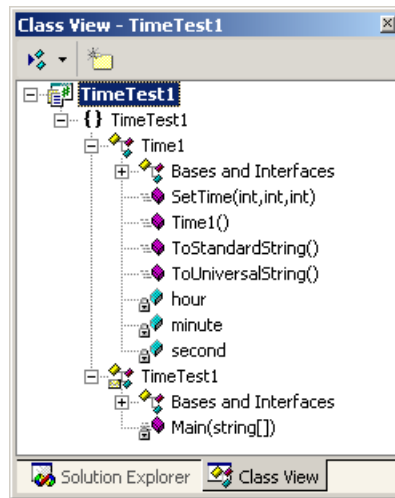 Class View - TimeTest1
TimeTest1
{} TimeTest1
Time1
Bases and Interfaces
SetTime(int,int,int)
Time1()
ToStandardString()
ToUniversalString()
hour
minute
second
TimeTest1
Bases and Interfaces
Main(string[])
Solution Explorer Class View